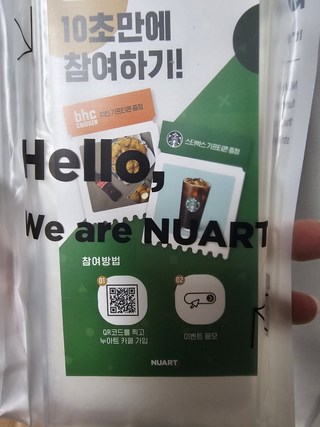 10초만에
참여하기!
bhc
CHICKEN
치킨 기프티콘 증정
스타벅스 기프티콘 증정
Hello,
We are NUART
참여방법
01
QR코드를 찍고
누아트 카페 가입
02
이벤트 응모
NUART